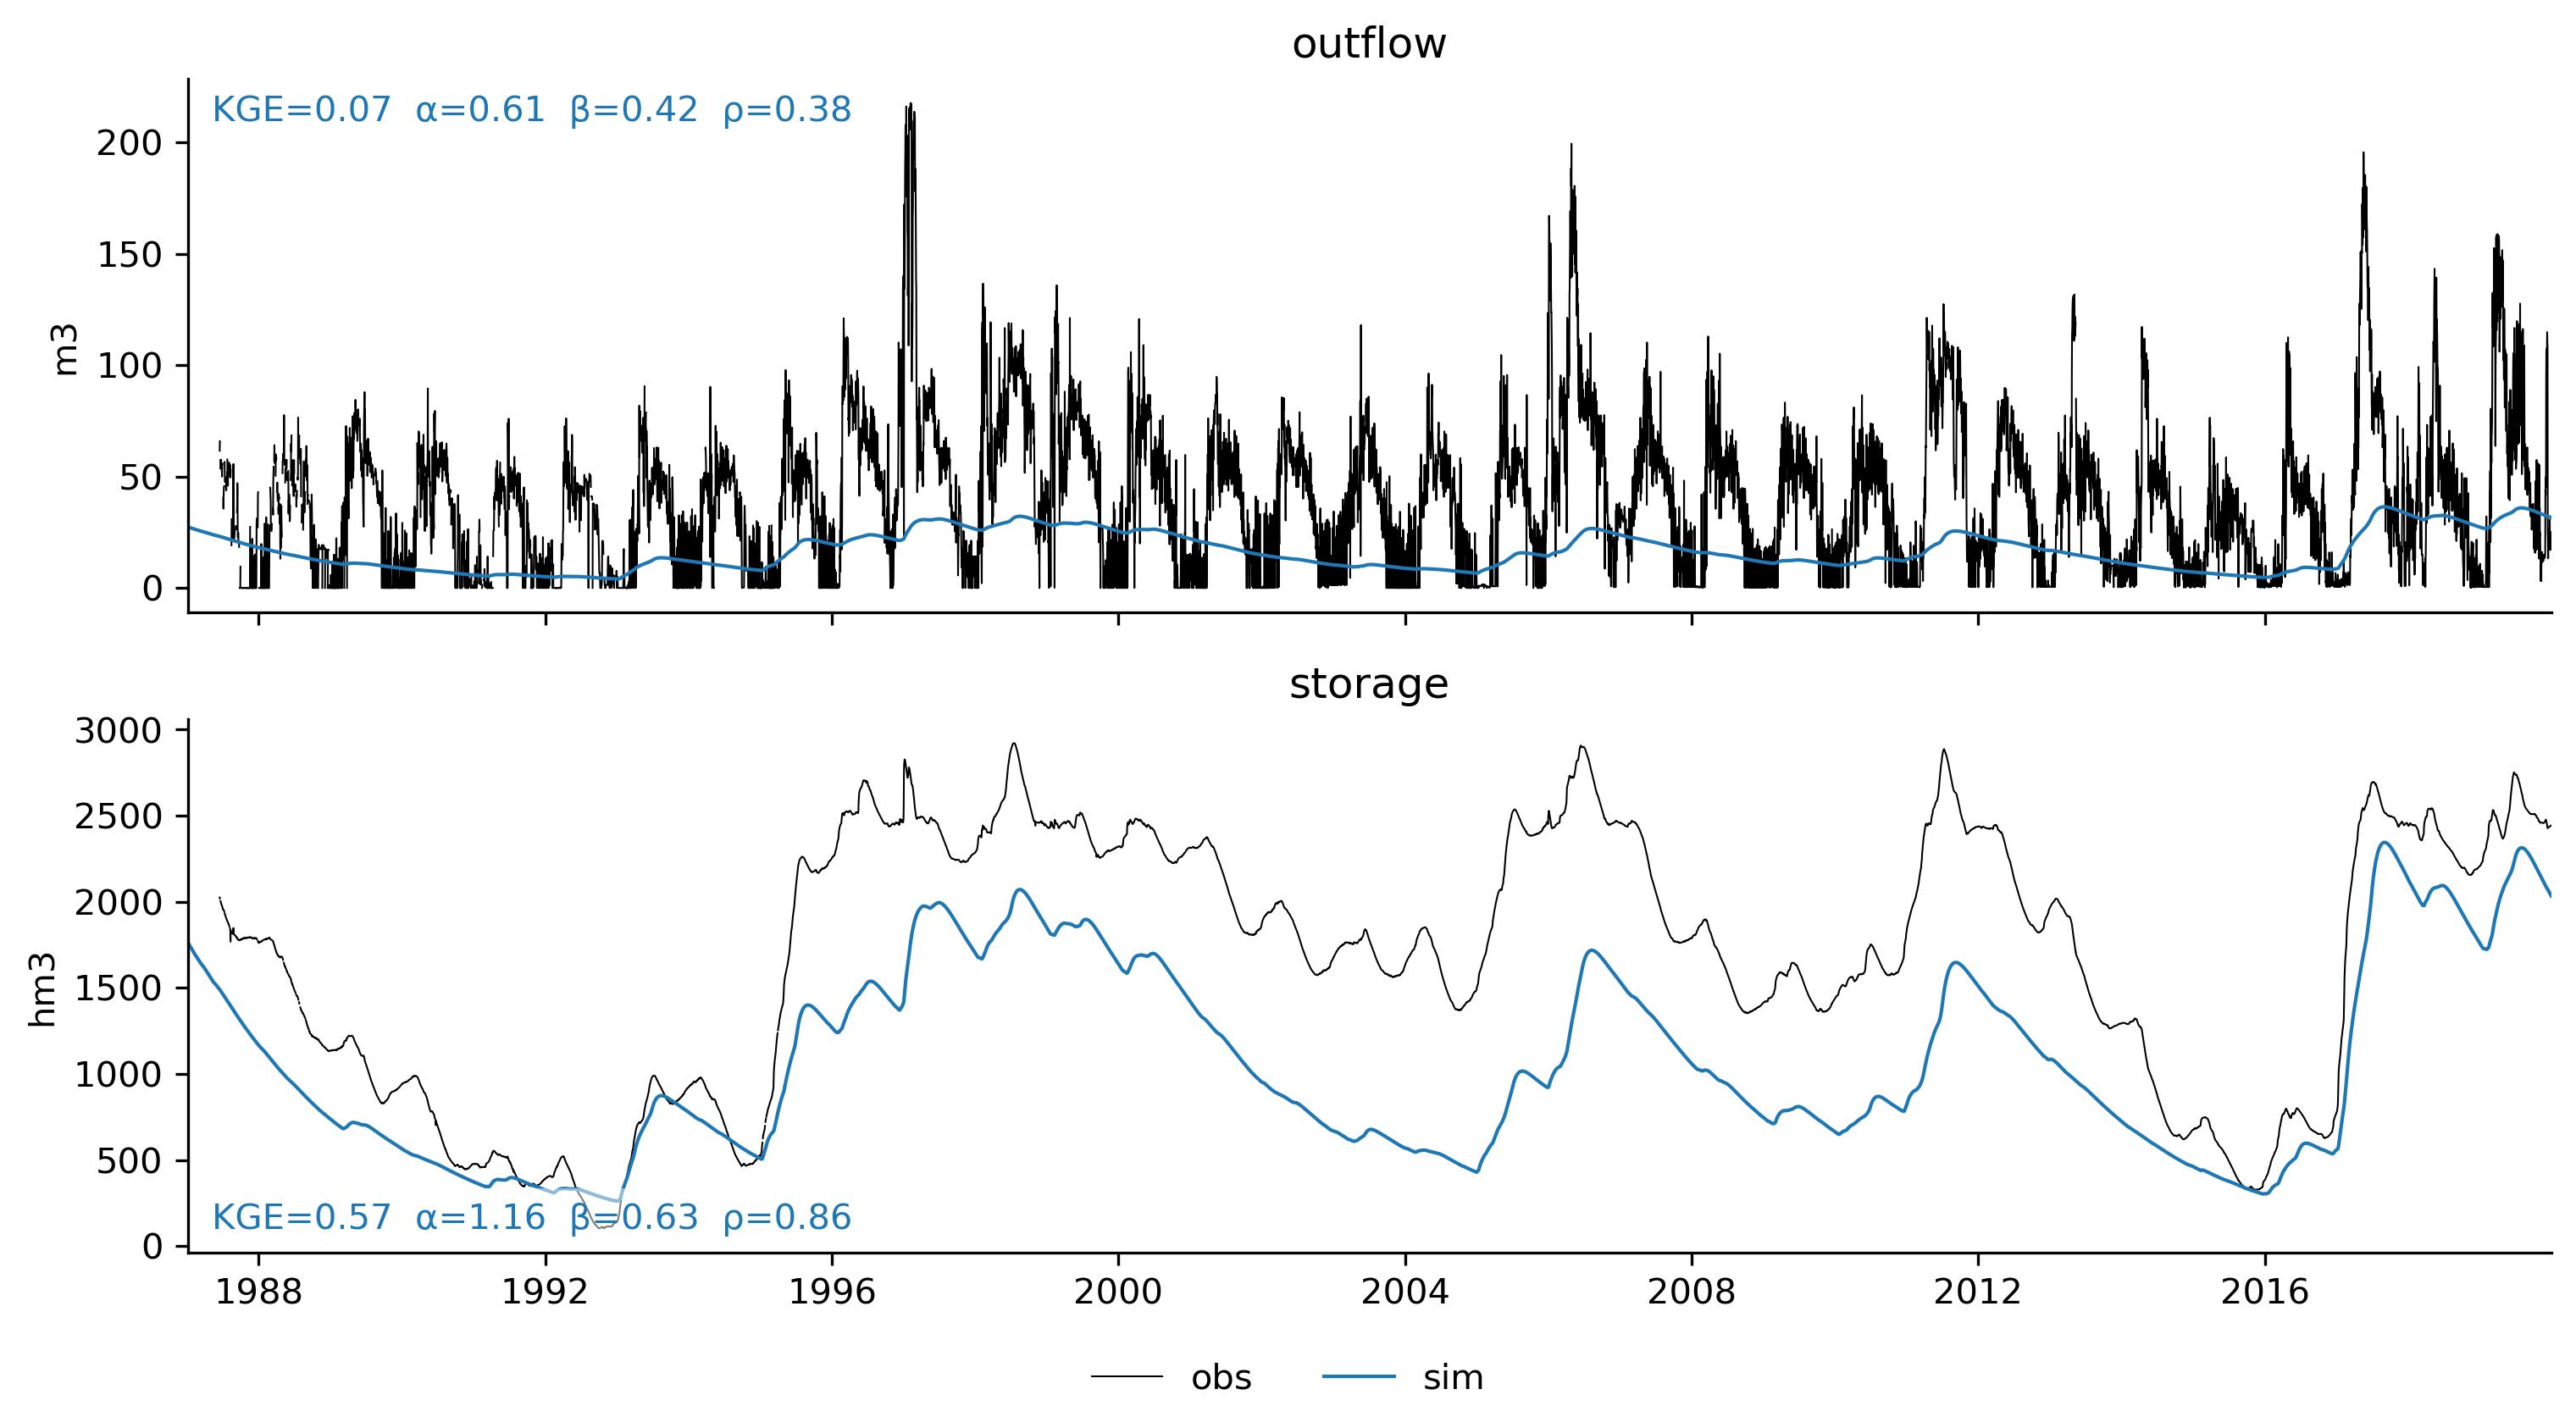 outflow
KGE=0.07 α=0.61 β=0.42 ρ=0.38
200
150
100
50
0
m3
storage
3000
2500
2000
1500
1000
500
0
hm3
KGE=0.57 α=1.16 β=0.63 ρ=0.86
1988 1992 1996 2000 2004 2008 2012 2016
obs sim